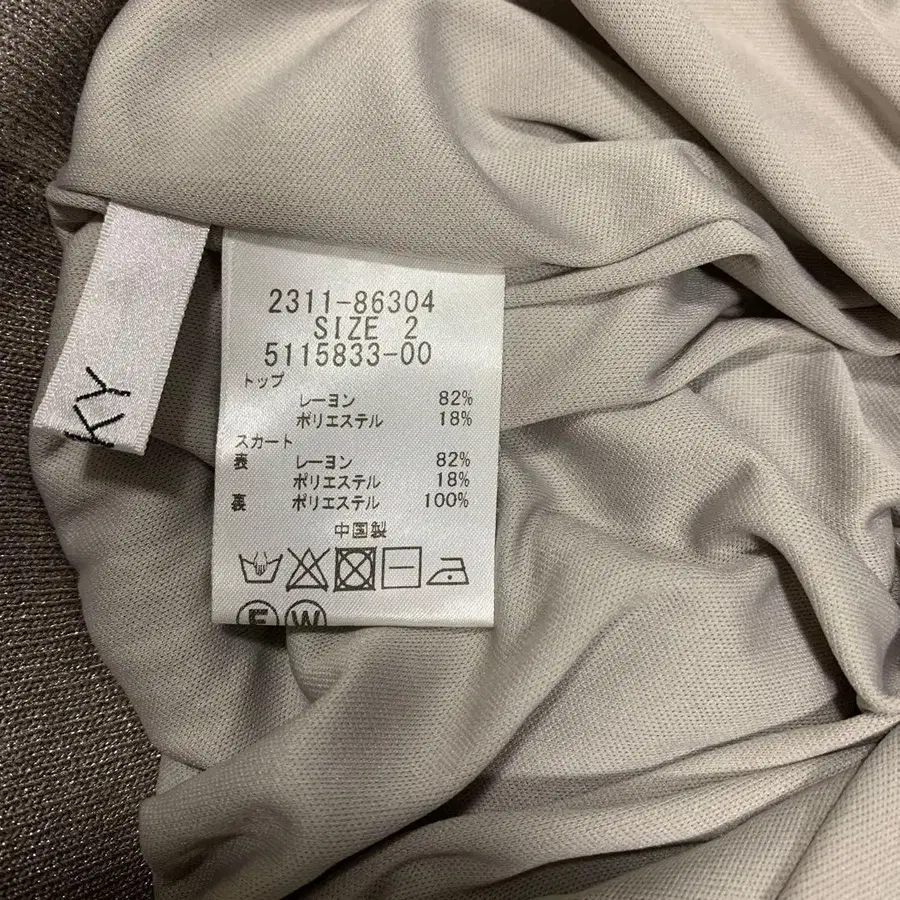 KY
2311-86304
SIZE 2
5115833-00
トップ
レーヨン 82%
ポリエステル 18%
スカート
表 レーヨン 82%
ポリエステル 18%
裏 ポリエステル 100%
中国製
F W